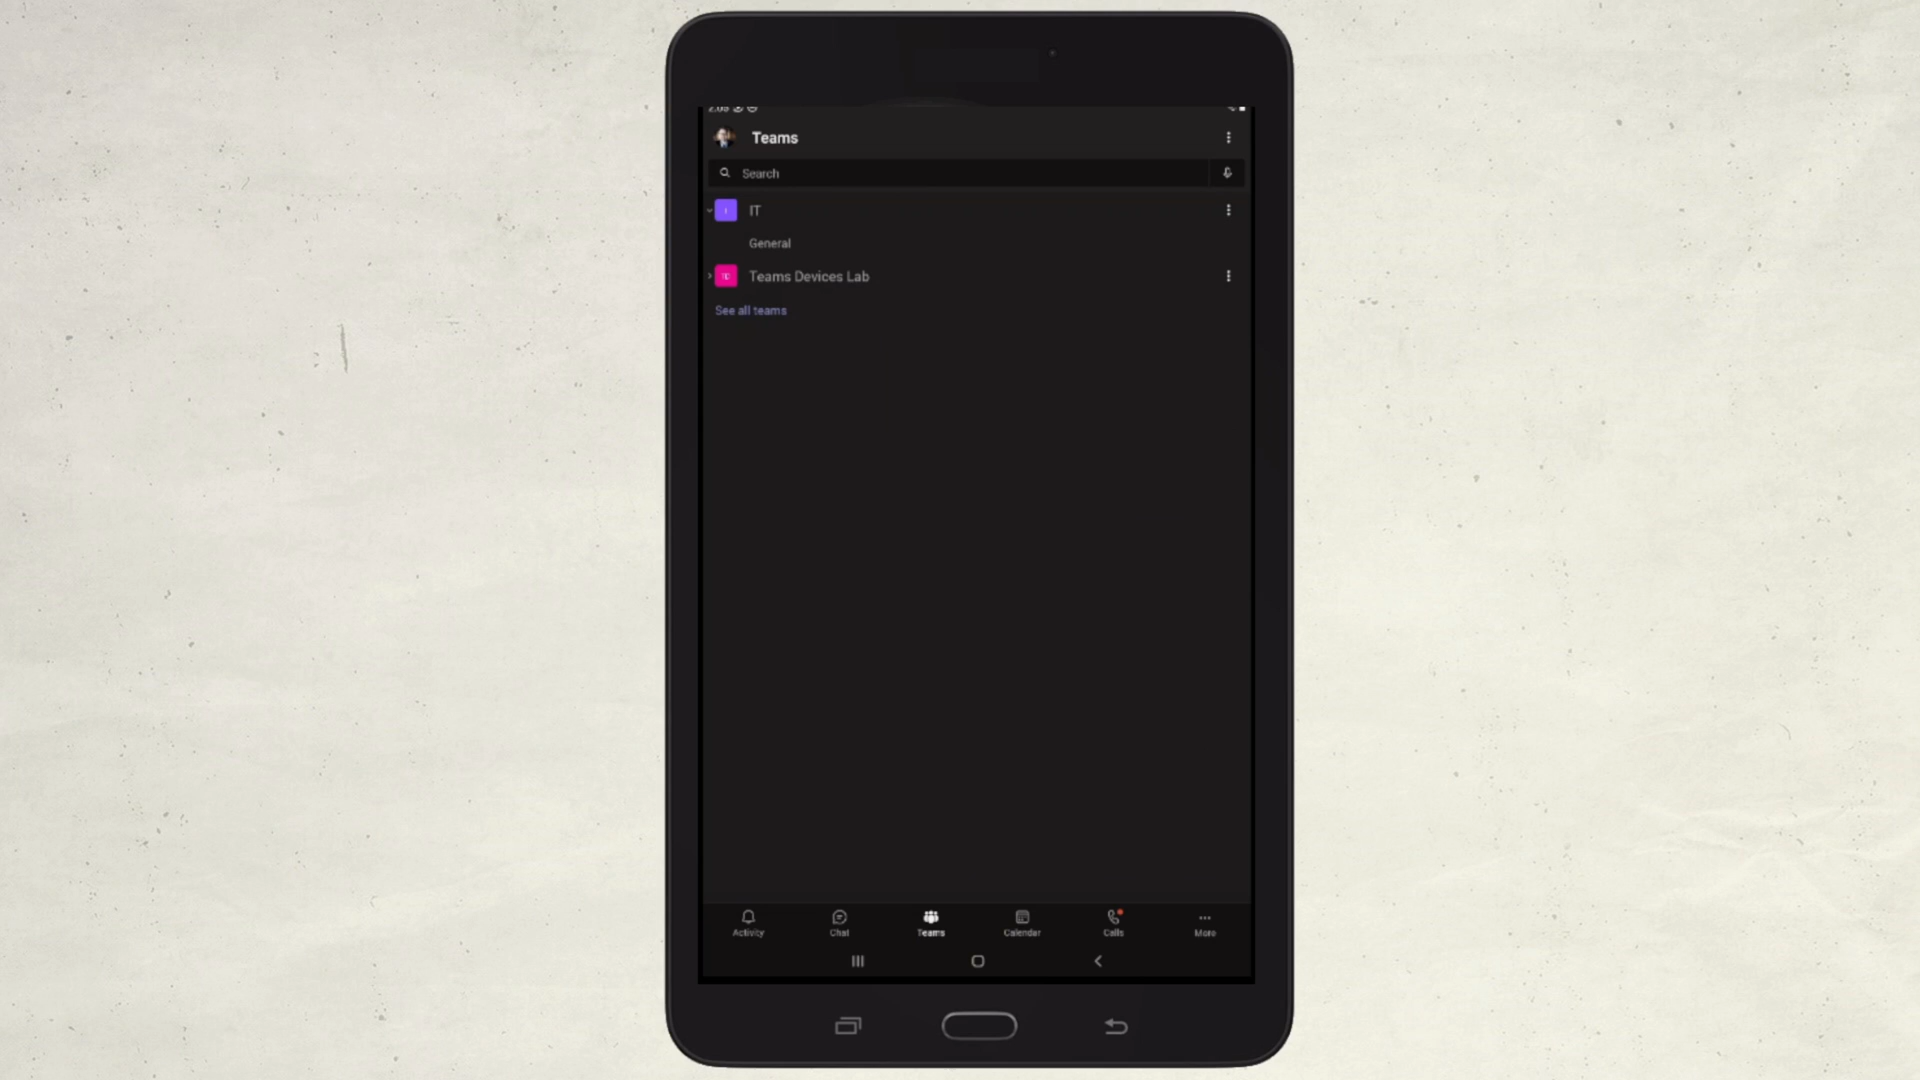 Teams
Search
IT
General
Teams Devices Lab
See all teams
Activity
Chat
Teams
Calendar
Calls
More